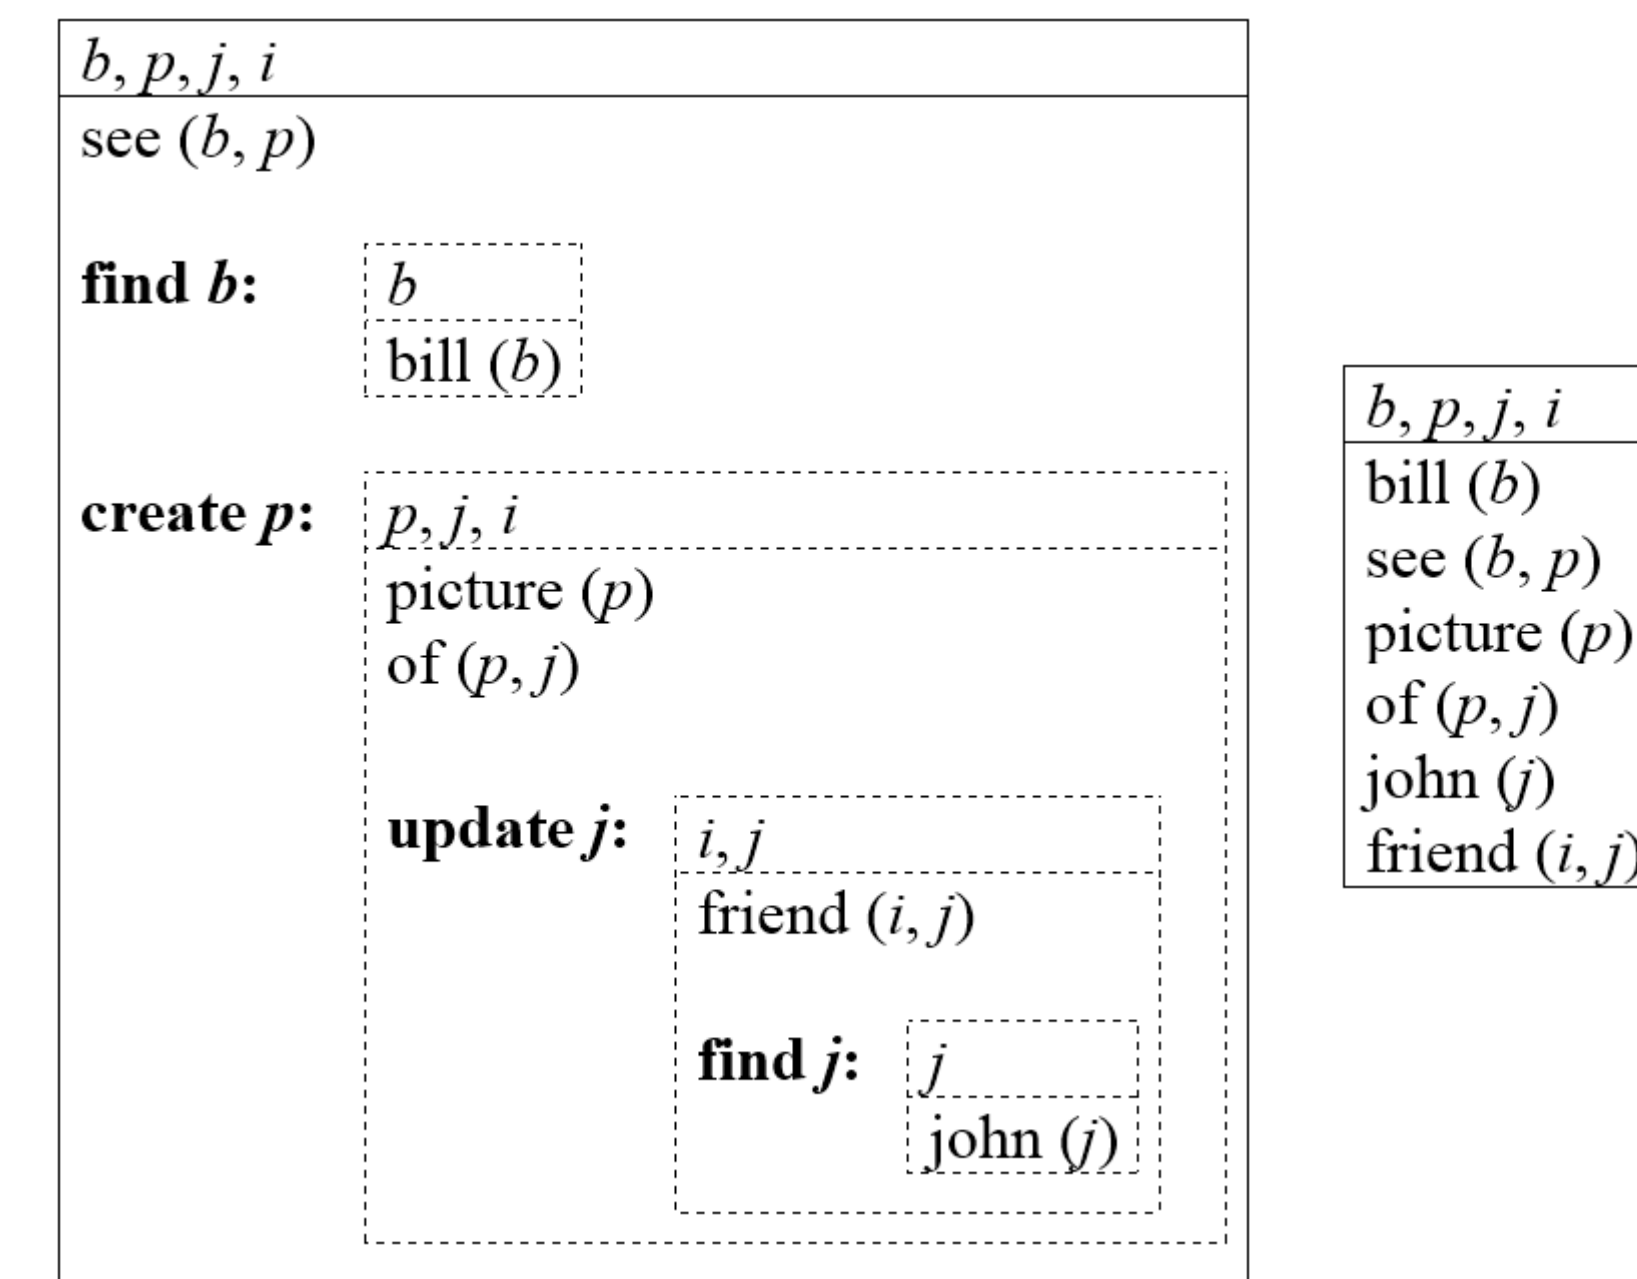 b, p, j, i
see (b, p)
find b:
b
bill (b)
create p:
p, j, i
picture (p)
of (p, j)
update j:
i, j
friend (i, j)
find j:
j
john (j)
b, p, j, i
bill (b)
see (b, p)
picture (p)
of (p, j)
john (j)
friend (i, j)